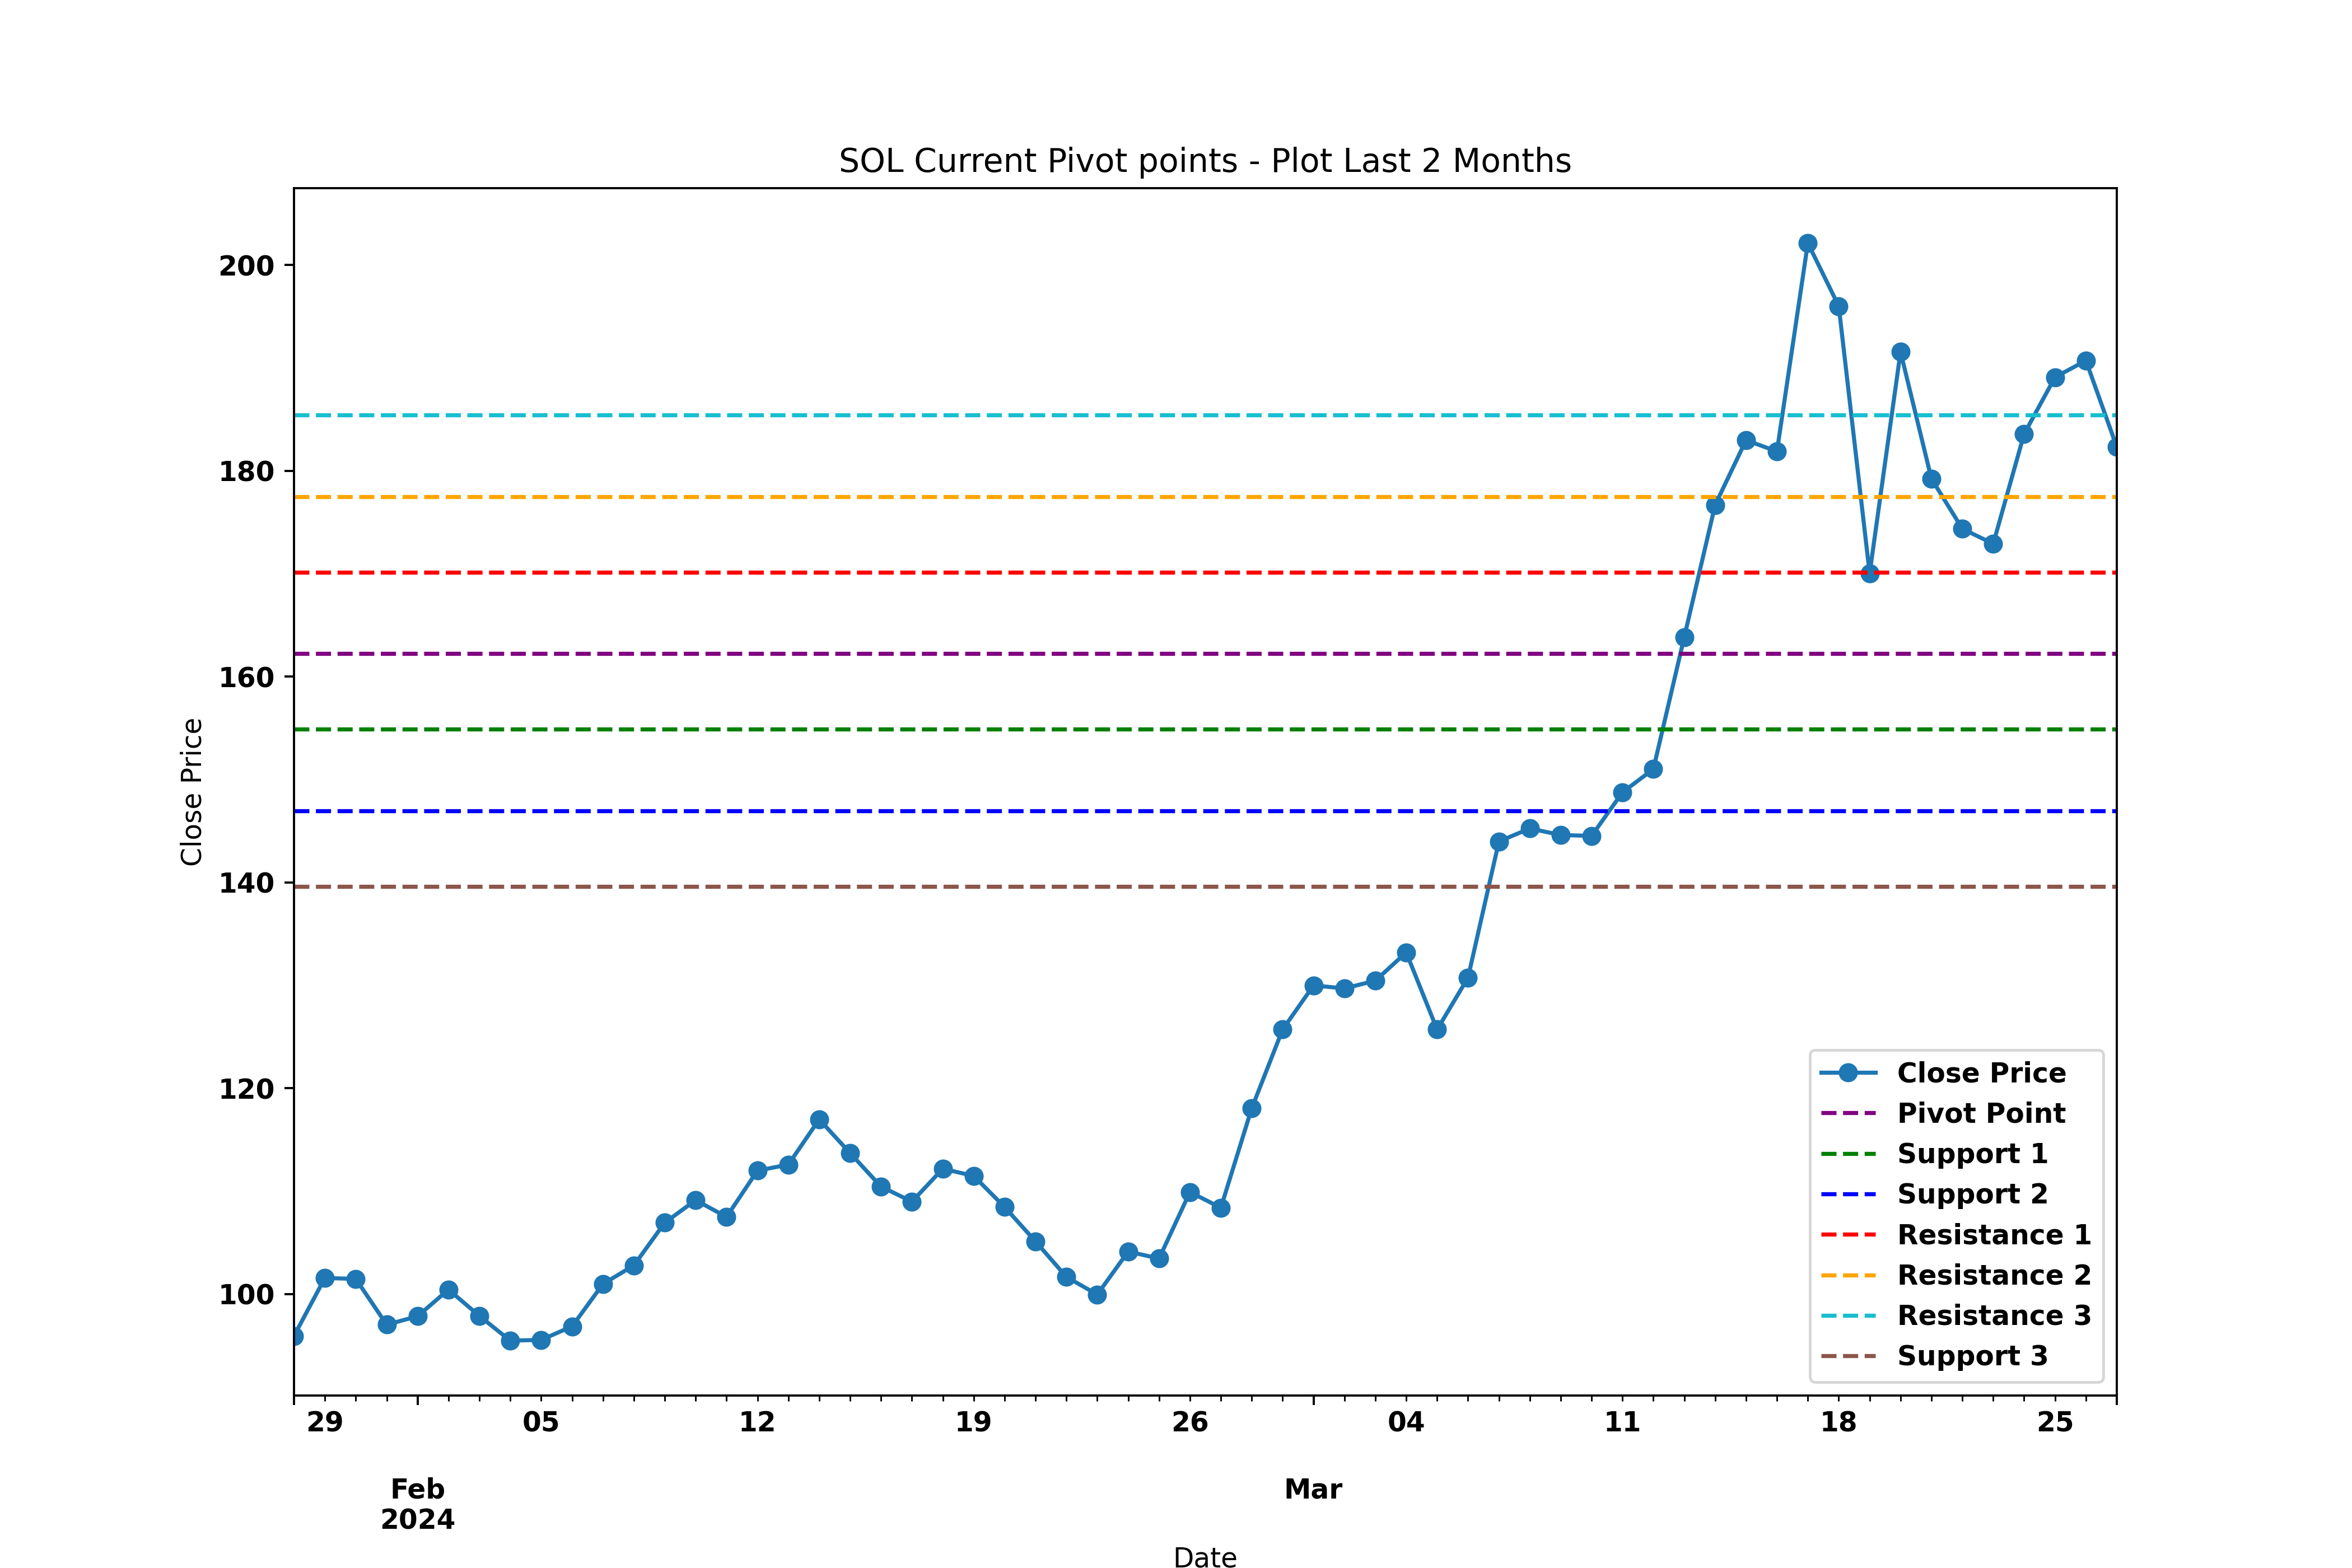 SOL Current Pivot points - Plot Last 2 Months
200
180
160
140
120
100
Close Price
Close Price
Pivot Point
Support 1
Support 2
Resistance 1
Resistance 2
Resistance 3
Support 3
29 05 12 19 26 04 11 18 25
Feb Mar
2024
Date